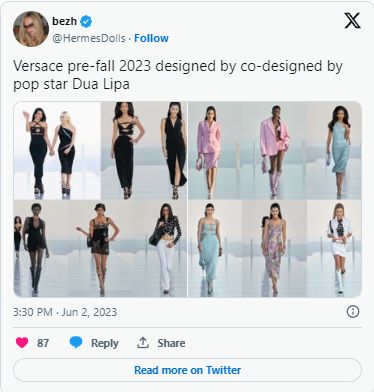 bezh
@HermesDolls · Follow
Versace pre-fall 2023 designed by co-designed by
pop star Dua Lipa
3:30 PM · Jun 2, 2023
87 Reply Share
Read more on Twitter